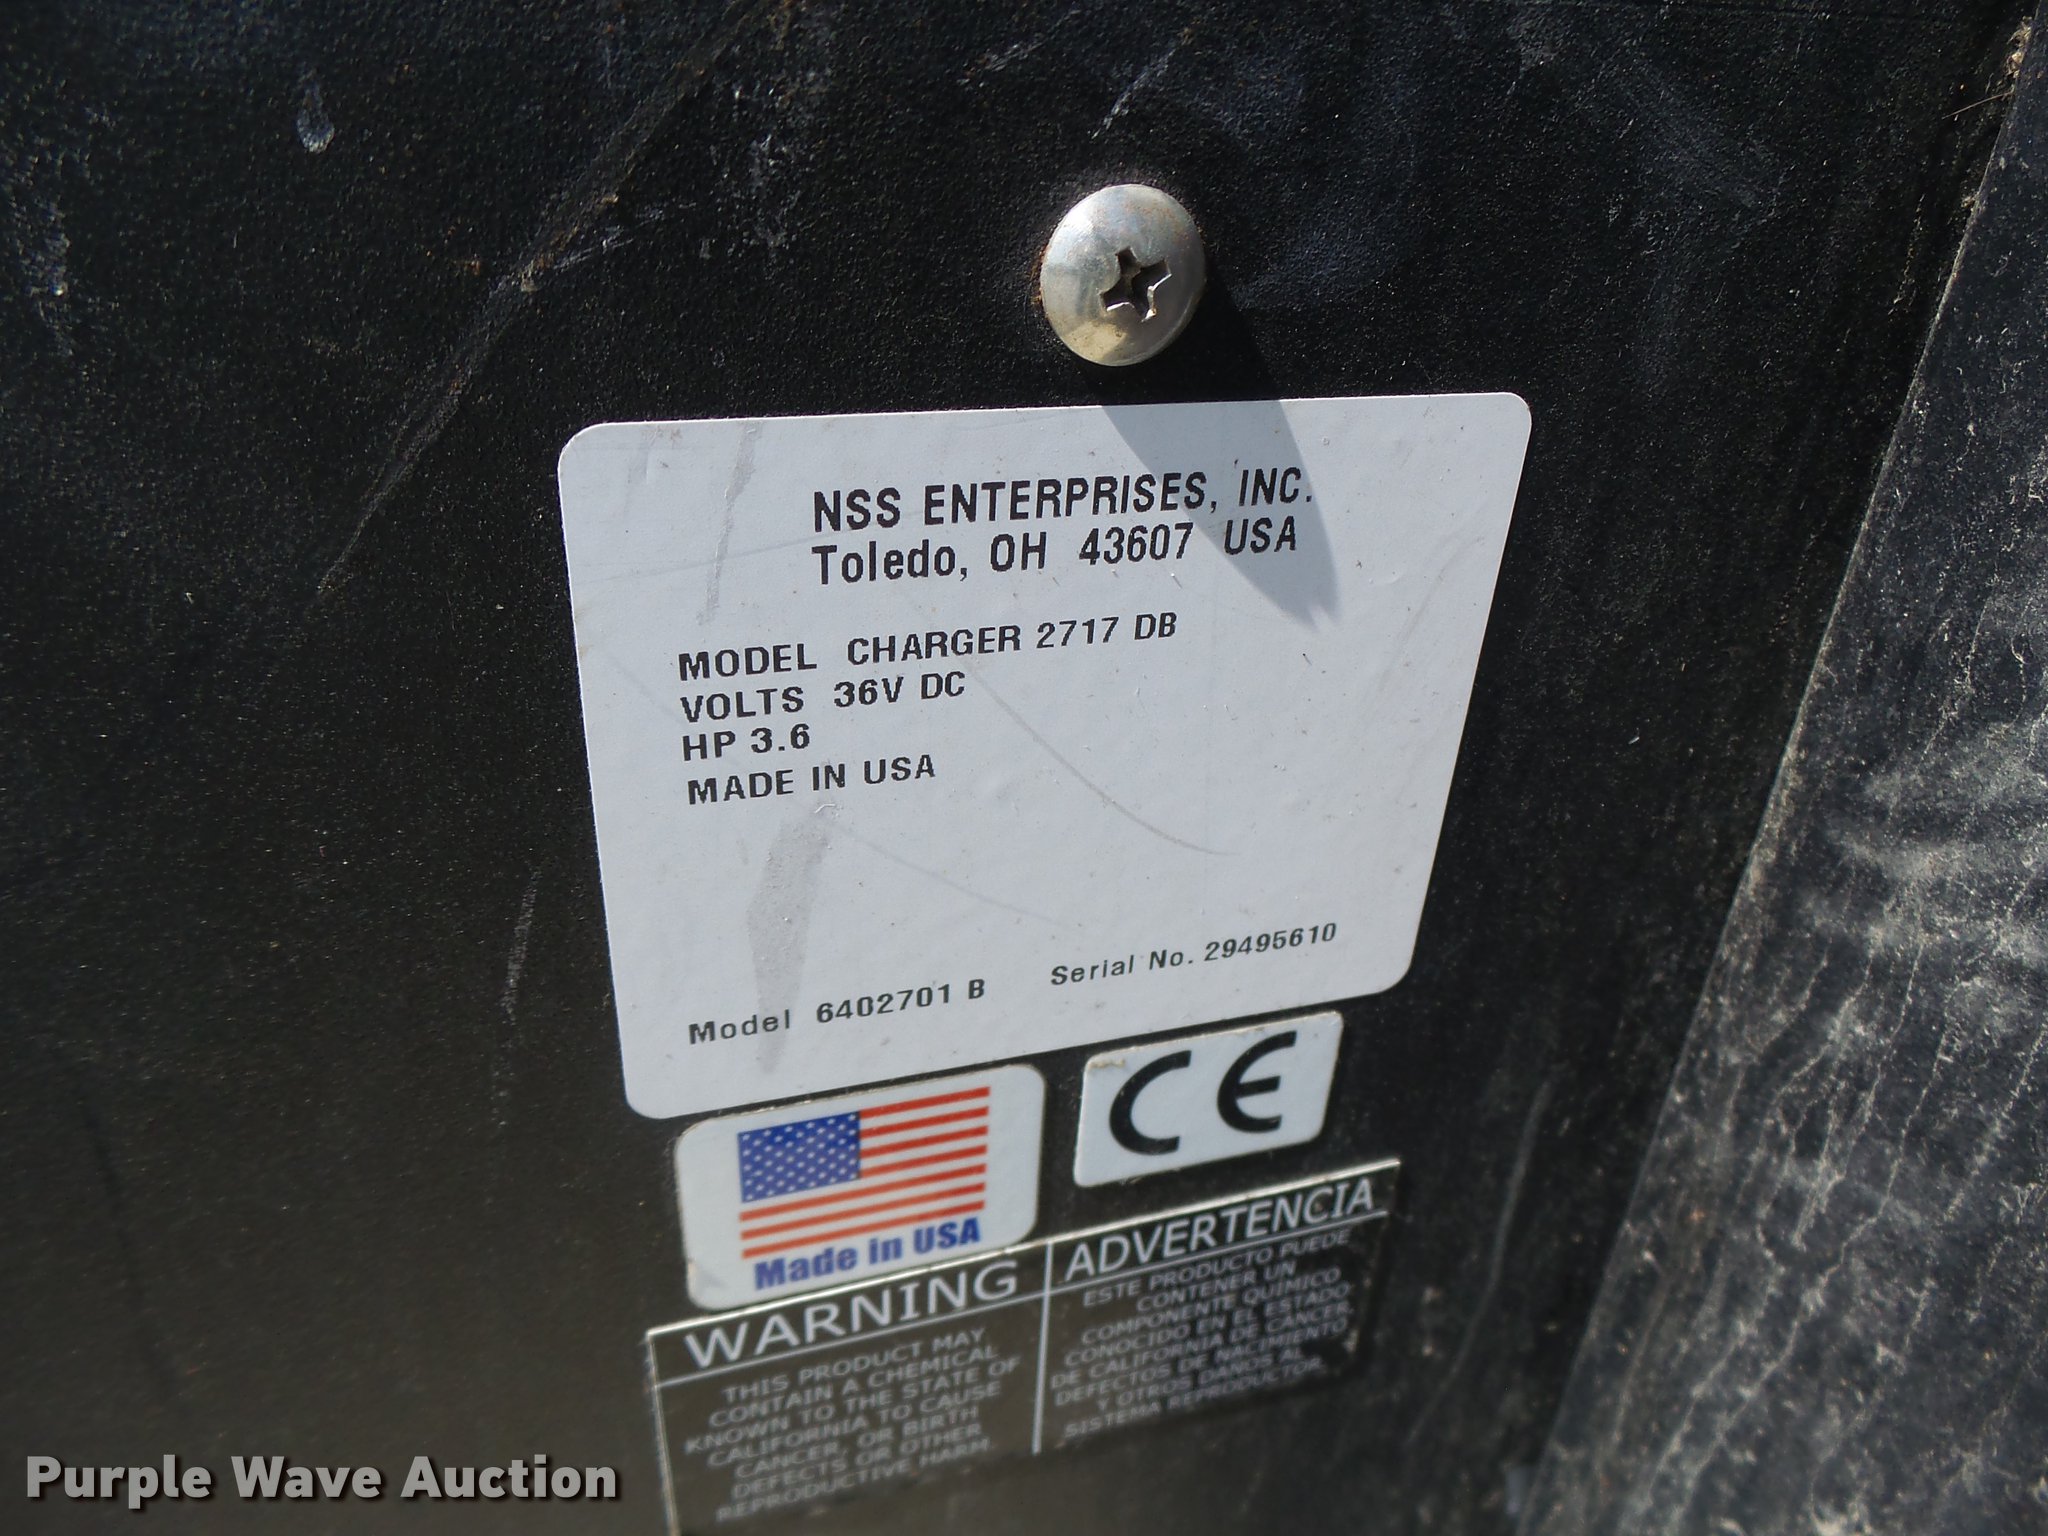 NSS ENTERPRISES, INC.
Toledo, OH 43607 USA
MODEL CHARGER 2717 DB
VOLTS 36V DC
HP 3.6
MADE IN USA
Model 6402701 B Serial No. 29495610
Made in USA
CE
WARNING
THIS PRODUCT MAY
CONTAIN A CHEMICAL
KNOWN TO THE STATE OF
CALIFORNIA TO CAUSE
CANCER, OR BIRTH
DEFECTS OR OTHER
REPRODUCTIVE HARM.
ADVERTENCIA
ESTE PRODUCTO PUEDE
CONTENER UN
COMPONENTE QUÍMICO
CONOCIDO EN EL ESTADO
DE CALIFORNIA DE CÁNCER,
DEFECTOS DE NACIMIENTO
Y OTROS DAÑOS AL
SISTEMA REPRODUCTOR.
Purple Wave Auction